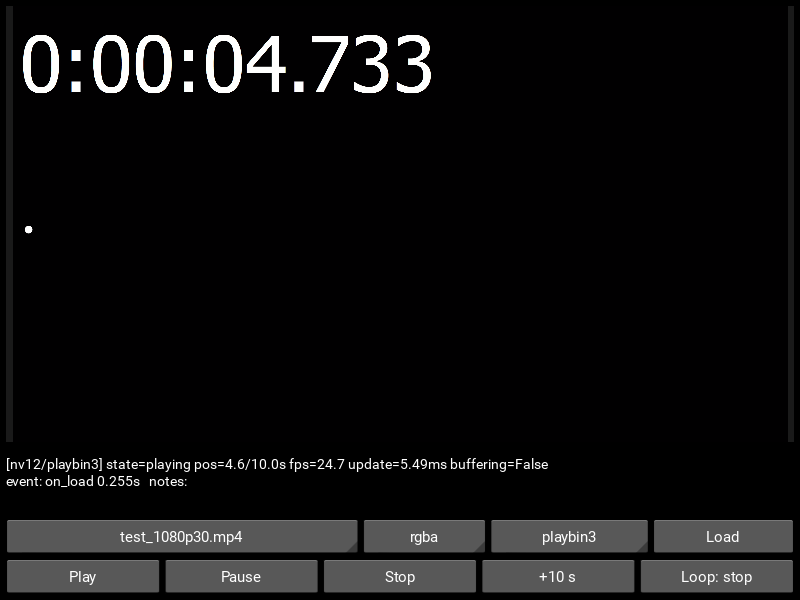 0:00:04.733
[nv12/playbin3] state=playing pos=4.6/10.0s fps=24.7 update=5.49ms buffering=False
event: on_load 0.255s   notes:
test_1080p30.mp4 rgba playbin3 Load
Play Pause Stop +10 s Loop: stop